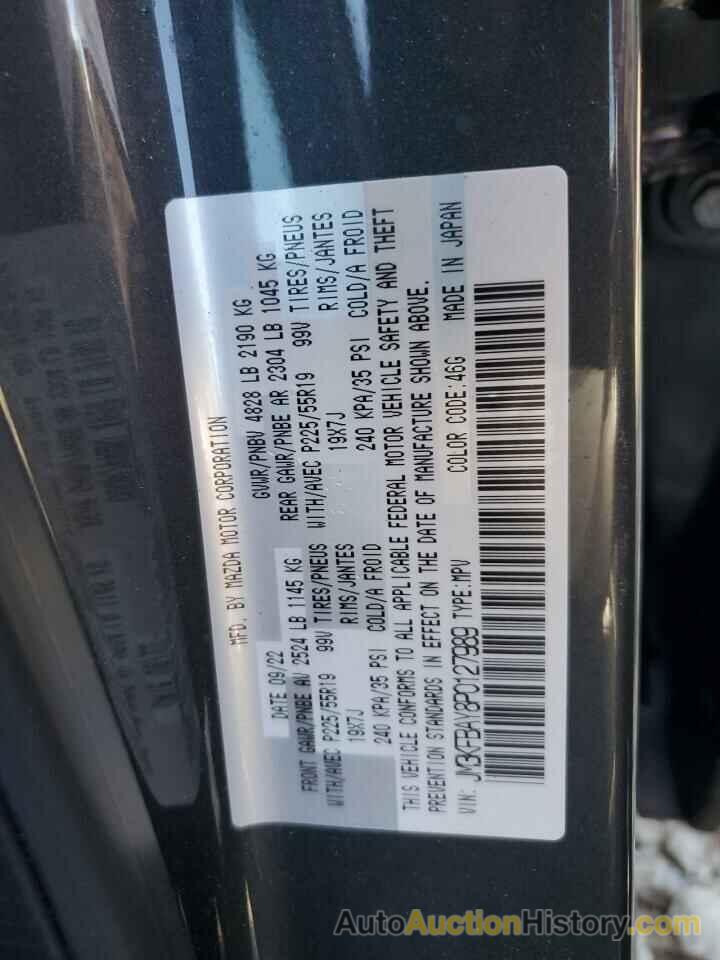 MFD. BY MAZDA MOTOR CORPORATION
DATE 09/22 GVWR/PNBV 4828 LB 2190 KG
FRONT GAWR/PNBE AV 2524 LB 1145 KG REAR GAWR/PNBE AR 2304 LB 1045 KG
WITH/AVEC P225/55R19 99V TIRES/PNEUS WITH/AVEC P225/55R19 99V TIRES/PNEUS
19X7J RIMS/JANTES 19X7J RIMS/JANTES
240 KPA/35 PSI COLD/A FROID 240 KPA/35 PSI COLD/A FROID
THIS VEHICLE CONFORMS TO ALL APPLICABLE FEDERAL MOTOR VEHICLE SAFETY AND THEFT
PREVENTION STANDARDS IN EFFECT ON THE DATE OF MANUFACTURE SHOWN ABOVE.
VIN: JM3KFBAY8P0127989 TYPE:MPV COLOR CODE:46G MADE IN JAPAN
AutoAuctionHistory.com